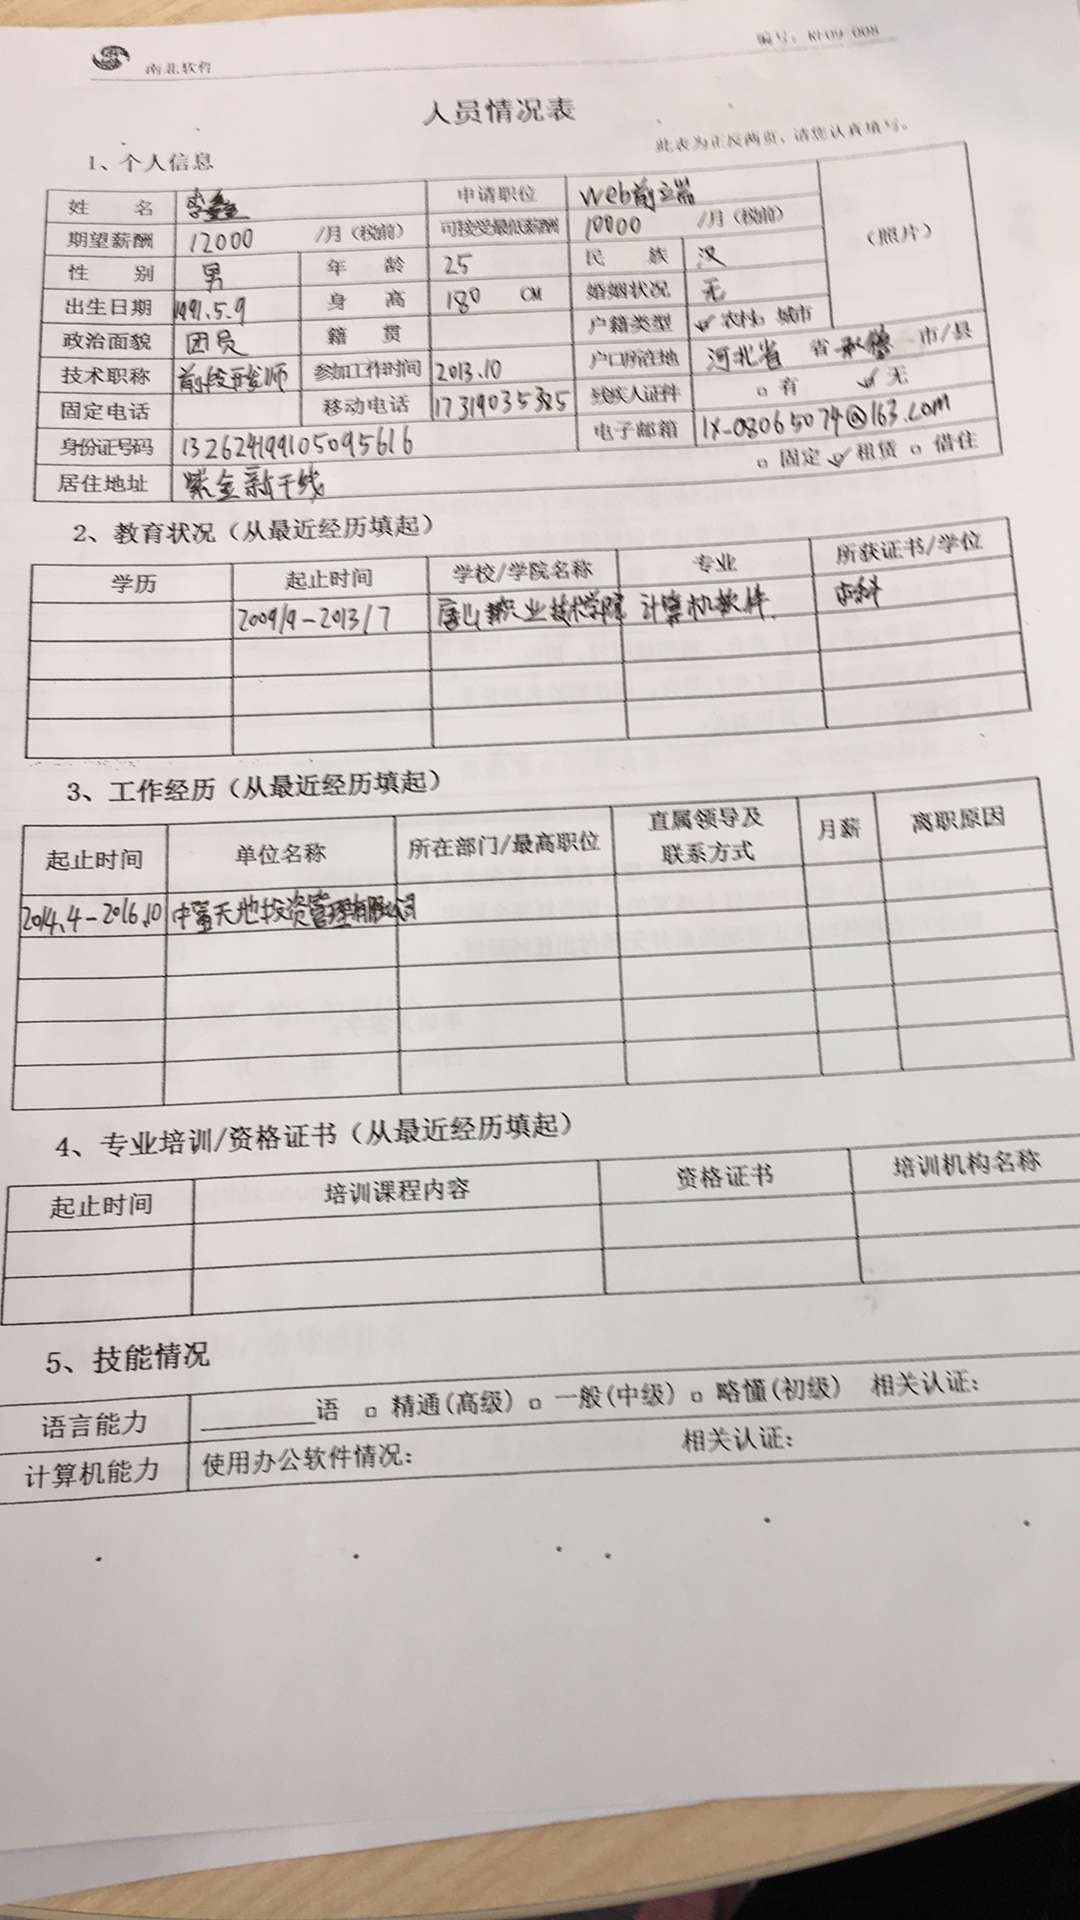 南北软件
编号: RF09-008
人员情况表
此表为正反两页、请您认真填写。
1、个人信息
姓 名 李 申请职位 web前端 (照片)
期望薪酬 12000 /月(税前) 可接受最低薪酬 10000 /月(税前)
性 别 男 年 龄 25 民 族 汉
出生日期 1991.5.9 身 高 180 CM 婚姻状况 无
政治面貌 团员 籍 贯 户籍类型 ✓农村 城市
技术职称 前段开发师 参加工作时间 2013.10 户口所在地 河北省 省 承德 市/县
固定电话 移动电话 17319035385 残疾人证件 □ 有 ✓ 无
身份证号码 132624199105095616 电子邮箱 lx-08065074@163.com
居住地址 紫金新干线 □ 固定 ✓ 租赁 □ 借住
2、教育状况(从最近经历填起)
学历 起止时间 学校/学院名称 专业 所获证书/学位
2009/9-2013/7 唐山职业技术学院 计算机软件 本科
3、工作经历(从最近经历填起)
起止时间 单位名称 所在部门/最高职位 直属领导及联系方式 月薪 离职原因
2014.4-2016.10 中富天地投资管理有限公司
4、专业培训/资格证书(从最近经历填起)
起止时间 培训课程内容 资格证书 培训机构名称
5、技能情况
语言能力 ______语 □ 精通(高级) □ 一般(中级) □ 略懂(初级) 相关认证:
计算机能力 使用办公软件情况: 相关认证: